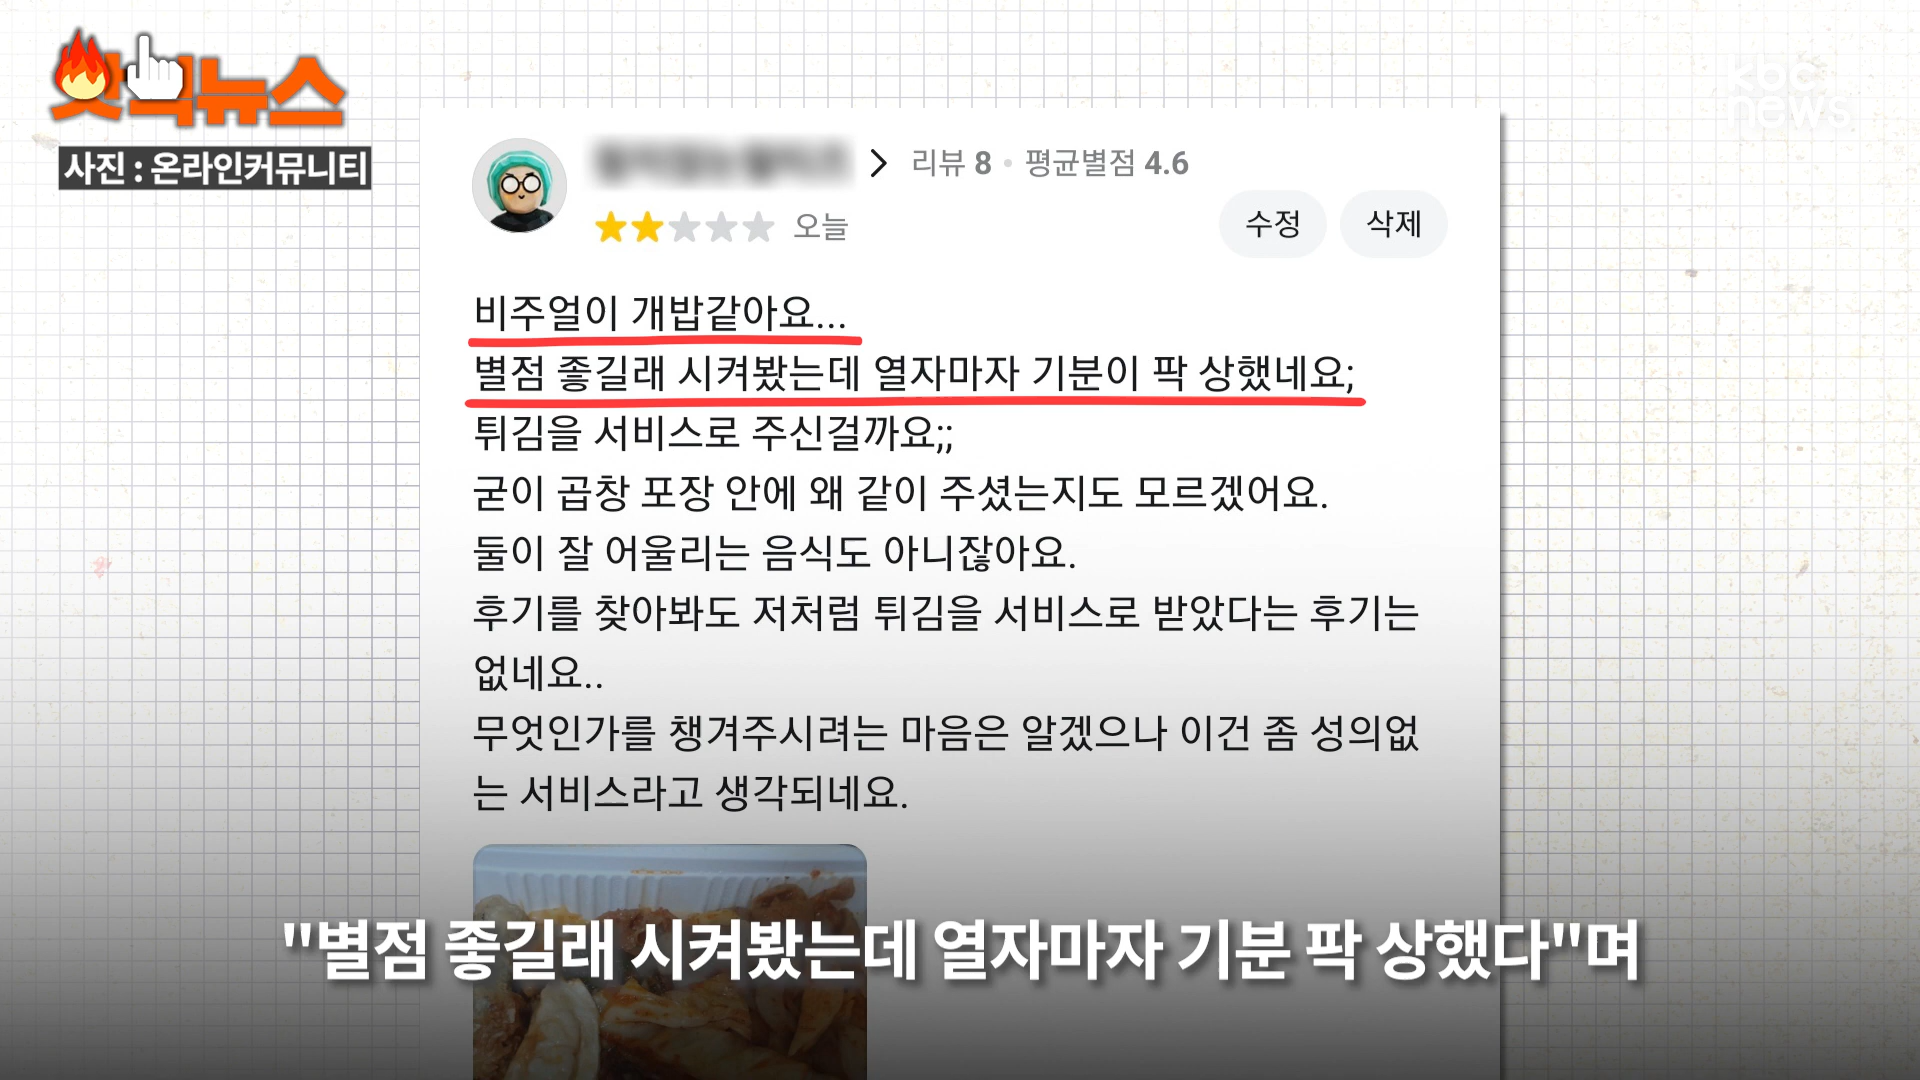 핫픽뉴스
사진 : 온라인커뮤니티
kbc
news
리뷰 8 • 평균별점 4.6
오늘
수정
삭제
비주얼이 개밥같아요...
별점 좋길래 시켜봤는데 열자마자 기분이 팍 상했네요;
튀김을 서비스로 주신걸까요;;
굳이 곱창 포장 안에 왜 같이 주셨는지도 모르겠어요.
둘이 잘 어울리는 음식도 아니잖아요.
후기를 찾아봐도 저처럼 튀김을 서비스로 받았다는 후기는
없네요..
무엇인가를 챙겨주시려는 마음은 알겠으나 이건 좀 성의없
는 서비스라고 생각되네요.
"별점 좋길래 시켜봤는데 열자마자 기분 팍 상했다"며